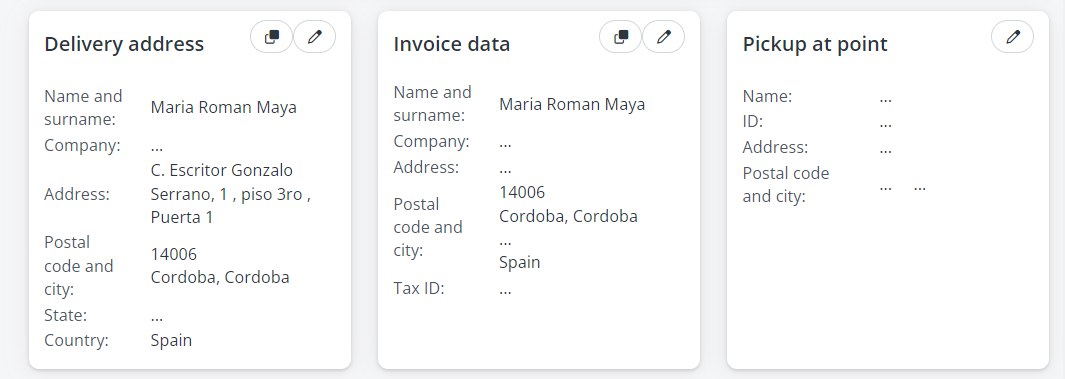 Delivery address
Name and surname: Maria Roman Maya
Company: ...
Address: C. Escritor Gonzalo
Serrano, 1 , piso 3ro ,
Puerta 1
Postal code and city: 14006
Cordoba, Cordoba
State: ...
Country: Spain
Invoice data
Name and surname: Maria Roman Maya
Company: ...
Address: ...
Postal code and city: 14006
Cordoba, Cordoba
...
Spain
Tax ID: ...
Pickup at point
Name: ...
ID: ...
Address: ...
Postal code and city: ... ...